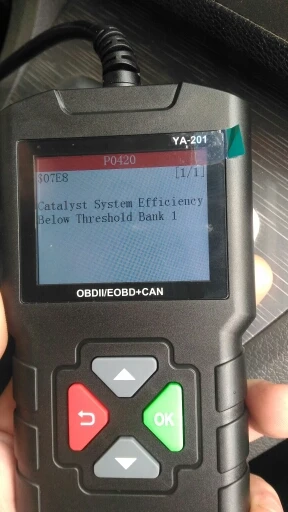 YA-201
P0420
$07E8 [1/1]
Catalyst System Efficiency
Below Threshold Bank 1
OBDII/EOBD+CAN
OK